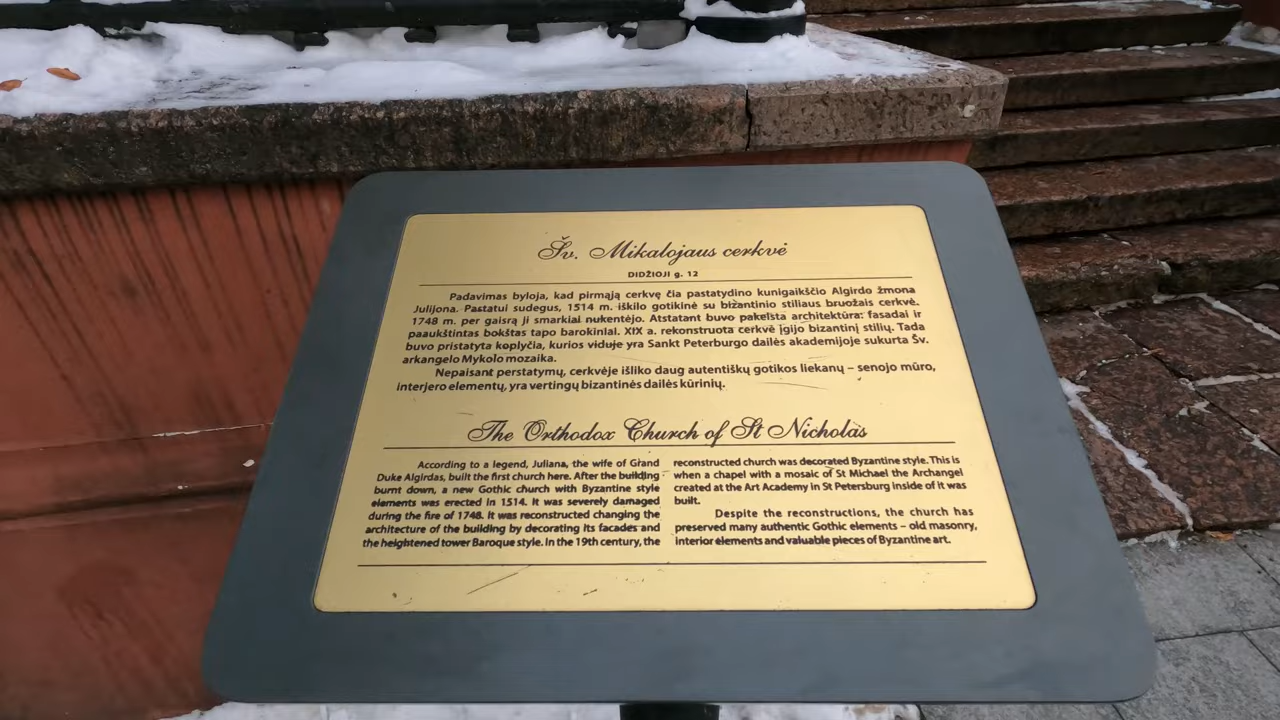 Šv. Mikalojaus cerkvė
DIDŽIOJI g. 12
Padavimas byloja, kad pirmąją cerkvę čia pastatydino kunigaikščio Algirdo žmona
Julijona. Pastatui sudegus, 1514 m. iškilo gotikinė su bizantinio stiliaus bruožais cerkvė.
1748 m. per gaisrą ji smarkiai nukentėjo. Atstatant buvo pakeista architektūra: fasadai ir
paaukštintas bokštas tapo barokiniai. XIX a. rekonstruota cerkvė įgijo bizantinį stilių. Tada
buvo pristatyta koplyčia, kurios viduje yra Sankt Peterburgo dailės akademijoje sukurta Šv.
arkangelo Mykolo mozaika.
Nepaisant perstatymų, cerkvėje išliko daug autentiškų gotikos liekanų – senojo mūro,
interjero elementų, yra vertingų bizantinės dailės kūrinių.
The Orthodox Church of St Nicholas
According to a legend, Juliana, the wife of Grand
Duke Algirdas, built the first church here. After the building
burnt down, a new Gothic church with Byzantine style
elements was erected in 1514. It was severely damaged
during the fire of 1748. It was reconstructed changing the
architecture of the building by decorating its facades and
the heightened tower Baroque style. In the 19th century, the
reconstructed church was decorated Byzantine style. This is
when a chapel with a mosaic of St Michael the Archangel
created at the Art Academy in St Petersburg inside of it was
built.
Despite the reconstructions, the church has
preserved many authentic Gothic elements – old masonry,
interior elements and valuable pieces of Byzantine art.